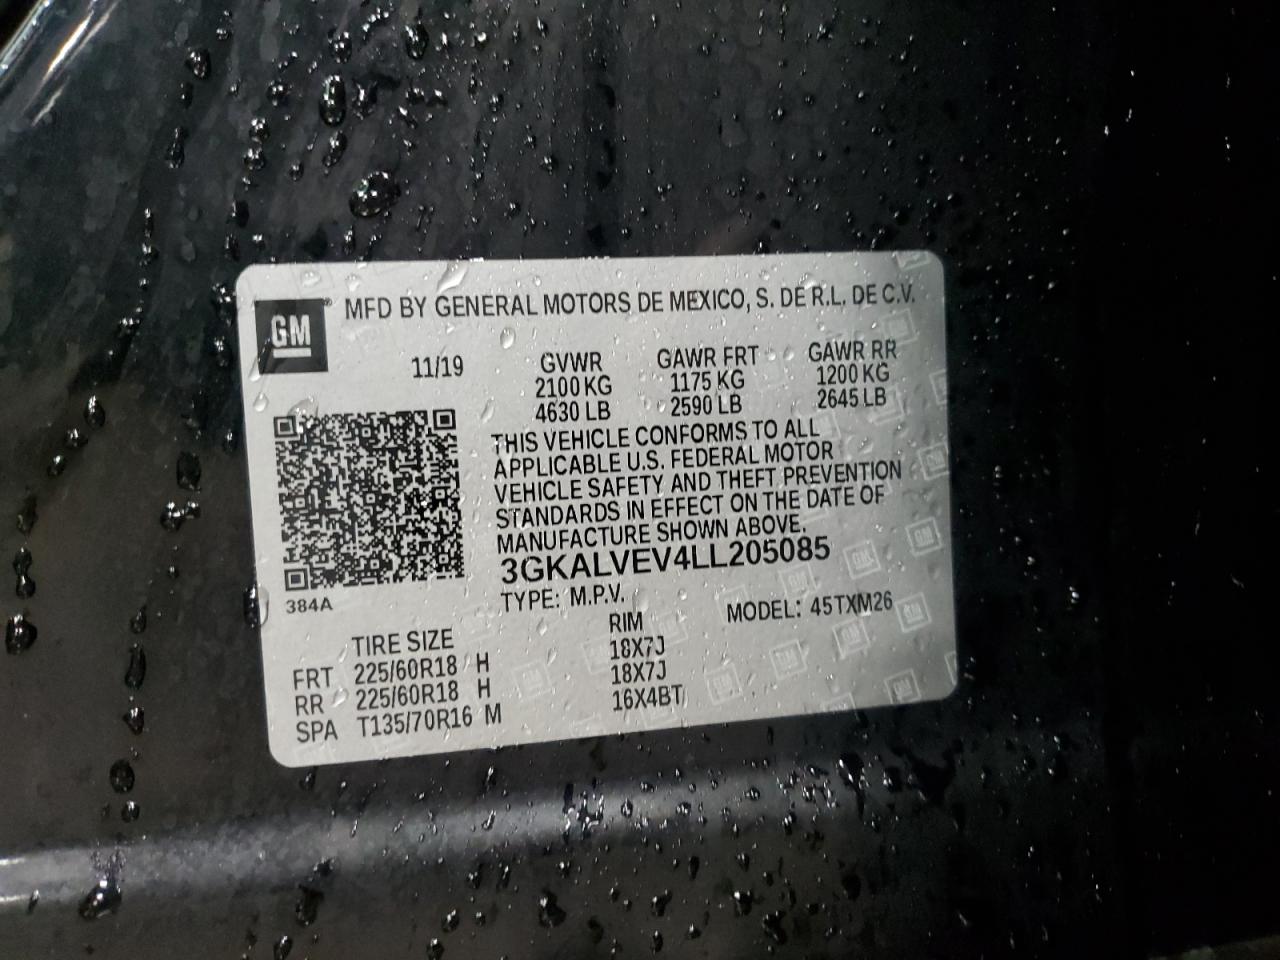 GM ® MFD BY GENERAL MOTORS DE MEXICO, S. DE R.L. DE C.V.
11/19 GVWR GAWR FRT GAWR RR
2100 KG 1175 KG 1200 KG
4630 LB 2590 LB 2645 LB
THIS VEHICLE CONFORMS TO ALL
APPLICABLE U.S. FEDERAL MOTOR
VEHICLE SAFETY AND THEFT PREVENTION
STANDARDS IN EFFECT ON THE DATE OF
MANUFACTURE SHOWN ABOVE.
3GKALVEV4LL205085
384A
TYPE: M.P.V. MODEL: 45TXM26
TIRE SIZE RIM
FRT 225/60R18 H 18X7J
RR 225/60R18 H 18X7J
SPA T135/70R16 M 16X4BT